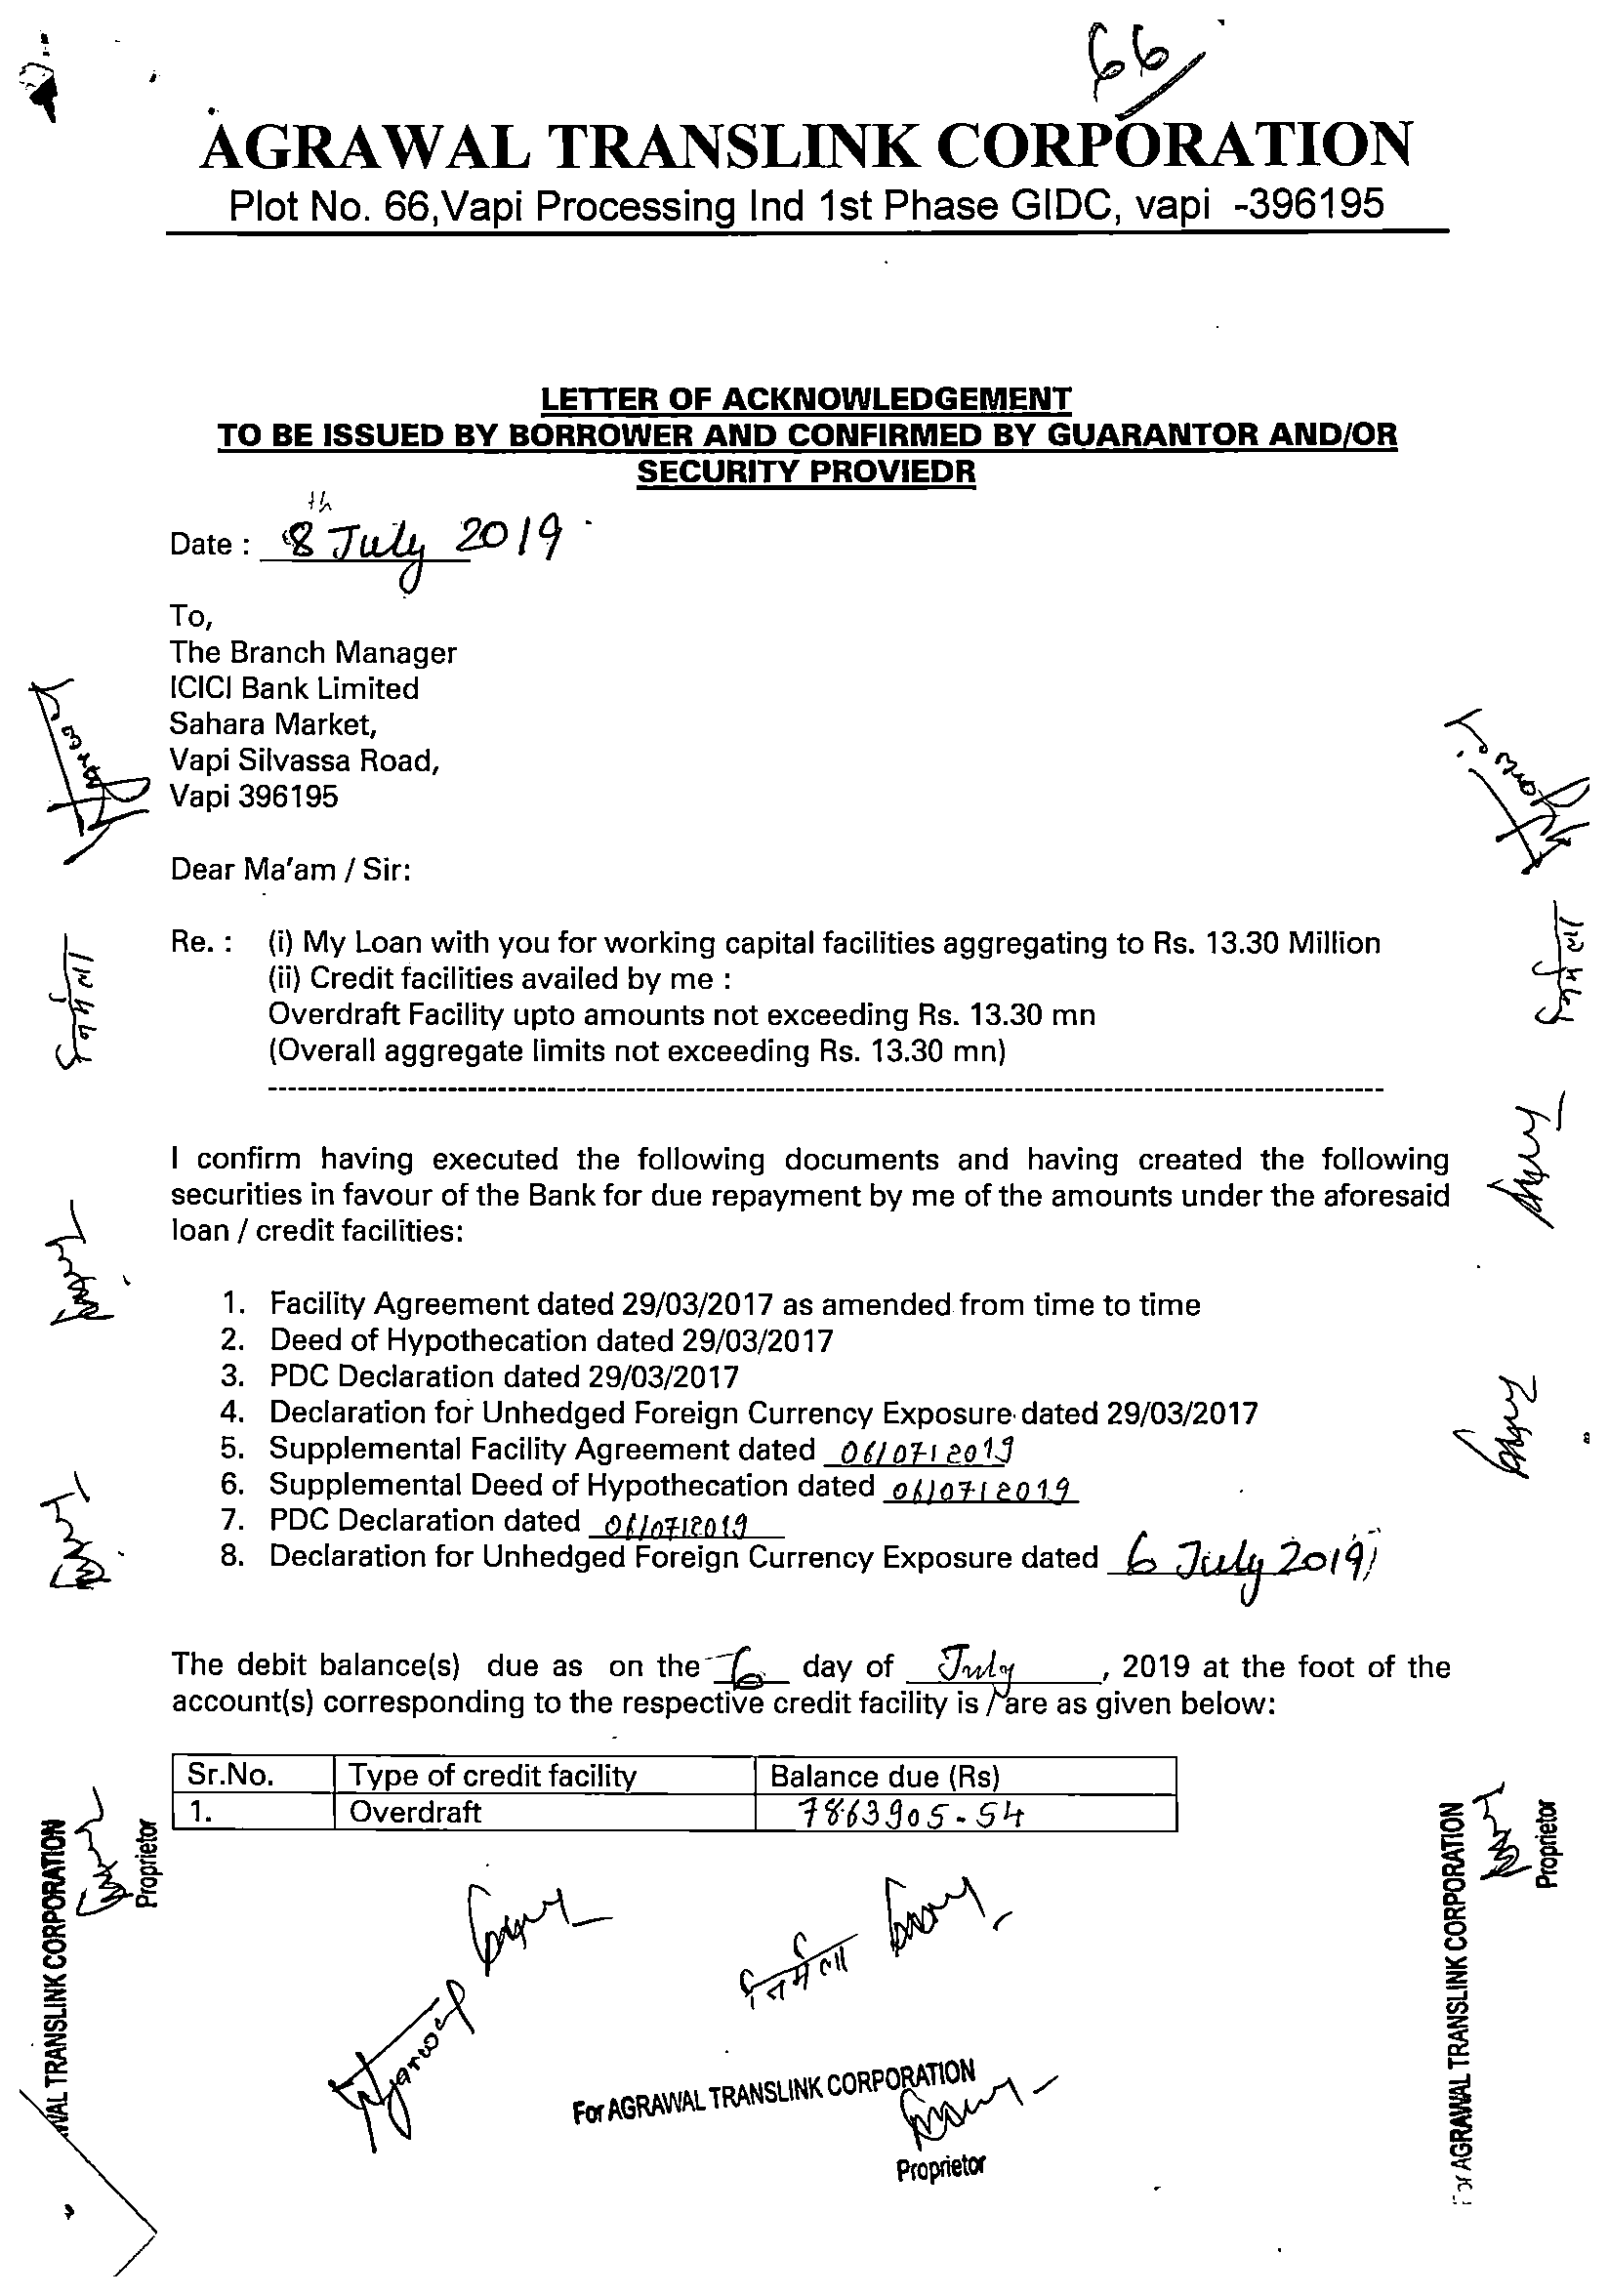 66
AGRAWAL TRANSLINK CORPORATION
Plot No. 66,Vapi Processing Ind 1st Phase GIDC, vapi -396195
LETTER OF ACKNOWLEDGEMENT
TO BE ISSUED BY BORROWER AND CONFIRMED BY GUARANTOR AND/OR
SECURITY PROVIEDR
Date : 8th July 2019
To,
The Branch Manager
ICICI Bank Limited
Sahara Market,
Vapi Silvassa Road,
Vapi 396195
Dear Ma'am / Sir:
Re. : (i) My Loan with you for working capital facilities aggregating to Rs. 13.30 Million
(ii) Credit facilities availed by me :
Overdraft Facility upto amounts not exceeding Rs. 13.30 mn
(Overall aggregate limits not exceeding Rs. 13.30 mn)
I confirm having executed the following documents and having created the following
securities in favour of the Bank for due repayment by me of the amounts under the aforesaid
loan / credit facilities:
1. Facility Agreement dated 29/03/2017 as amended from time to time
2. Deed of Hypothecation dated 29/03/2017
3. PDC Declaration dated 29/03/2017
4. Declaration for Unhedged Foreign Currency Exposure dated 29/03/2017
5. Supplemental Facility Agreement dated 06/07/2019
6. Supplemental Deed of Hypothecation dated 06/07/2019
7. PDC Declaration dated 06/07/2019
8. Declaration for Unhedged Foreign Currency Exposure dated 6 July 2019
The debit balance(s) due as on the 6 day of July, 2019 at the foot of the
account(s) corresponding to the respective credit facility is / are as given below:
Sr.No. Type of credit facility Balance due (Rs)
1. Overdraft 7863905-54
निर्मला
For AGRAWAL TRANSLINK CORPORATION
Proprietor
WAL TRANSLINK CORPORATION
Proprietor
For AGRAWAL TRANSLINK CORPORATION
Proprietor
निर्मला
निर्मला